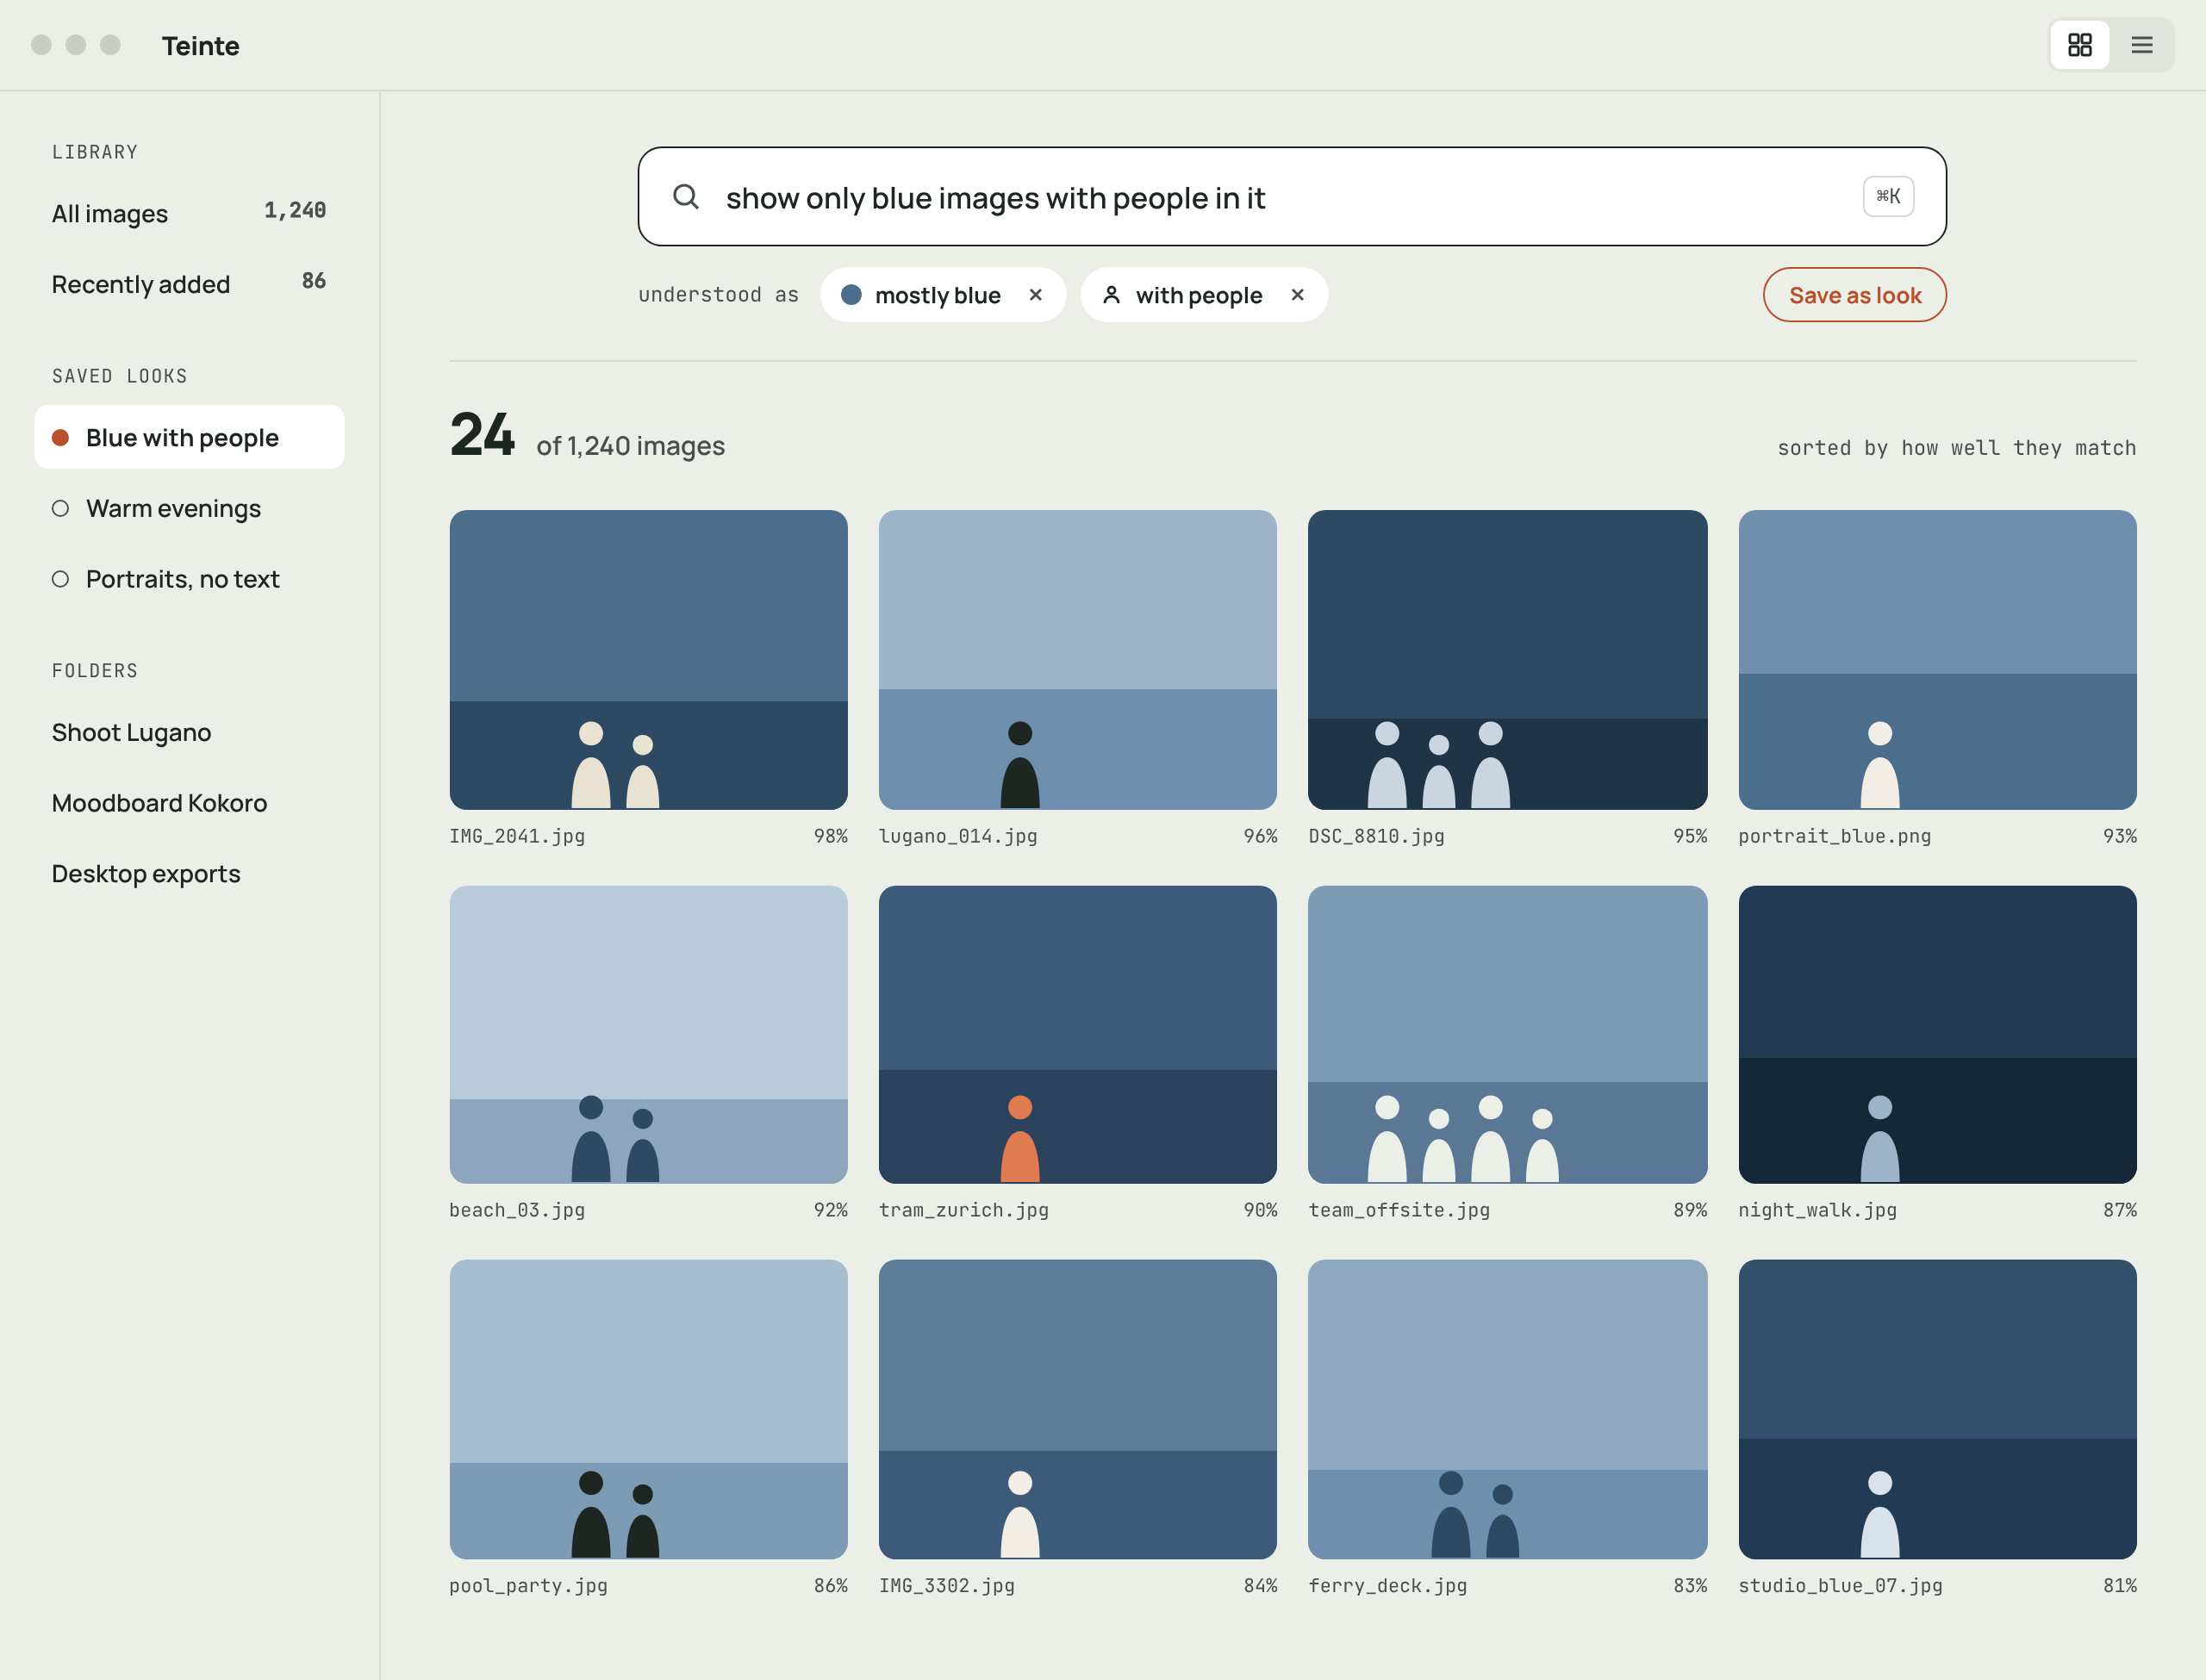 Teinte
LIBRARY
All images 1,240
Recently added 86
SAVED LOOKS
Blue with people
Warm evenings
Portraits, no text
FOLDERS
Shoot Lugano
Moodboard Kokoro
Desktop exports
show only blue images with people in it ⌘K
understood as mostly blue × with people × Save as look
24 of 1,240 images sorted by how well they match
IMG_2041.jpg 98% lugano_014.jpg 96% DSC_8810.jpg 95% portrait_blue.png 93%
beach_03.jpg 92% tram_zurich.jpg 90% team_offsite.jpg 89% night_walk.jpg 87%
pool_party.jpg 86% IMG_3302.jpg 84% ferry_deck.jpg 83% studio_blue_07.jpg 81%